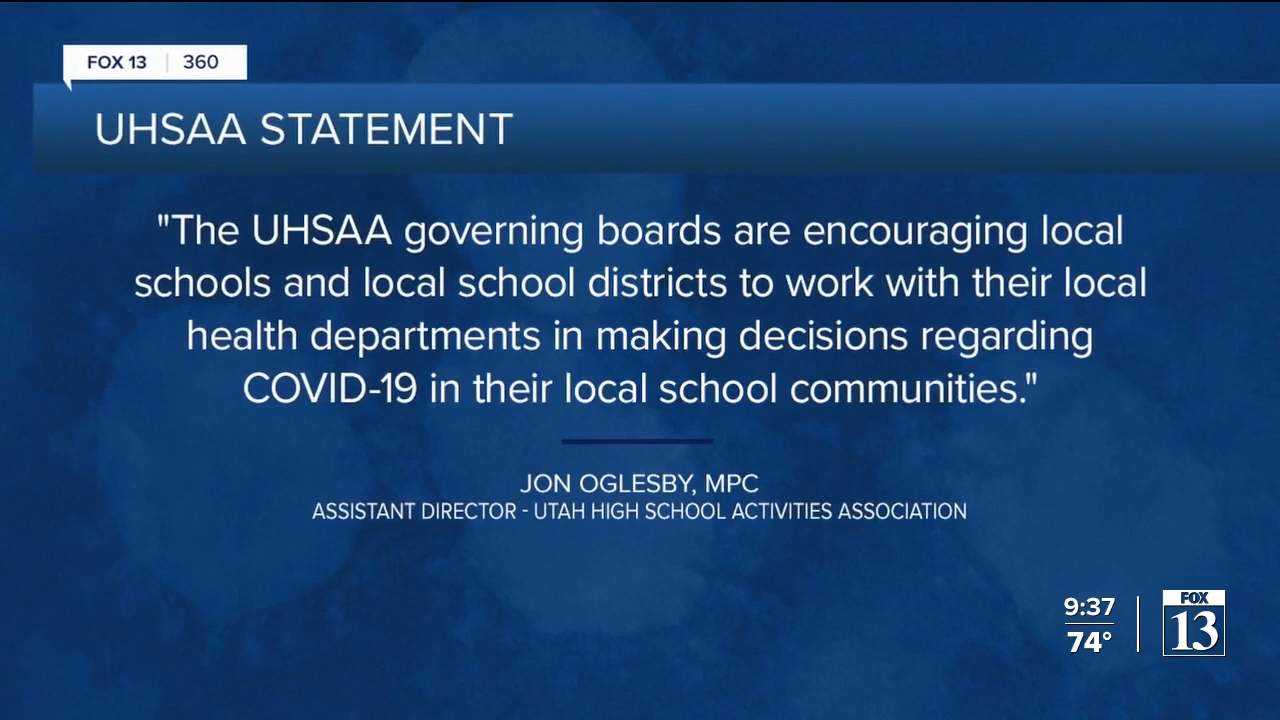 FOX 13 | 360
UHSAA STATEMENT
"The UHSAA governing boards are encouraging local
schools and local school districts to work with their local
health departments in making decisions regarding
COVID-19 in their local school communities."
JON OGLESBY, MPC
ASSISTANT DIRECTOR - UTAH HIGH SCHOOL ACTIVITIES ASSOCIATION
9:37
74°
FOX
13